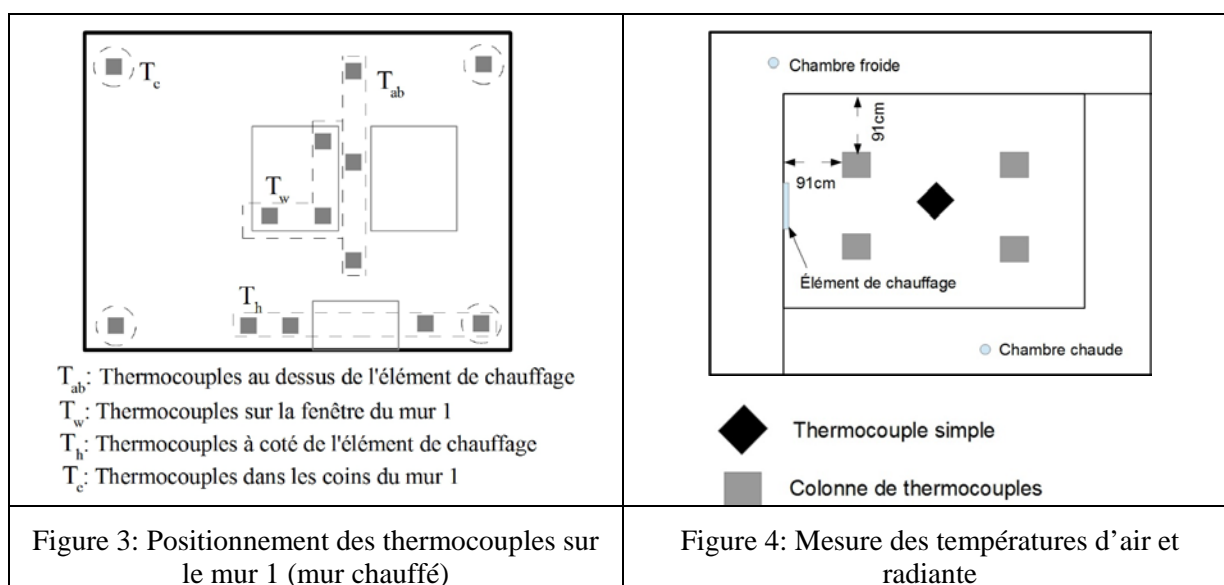 T_c
T_ab
T_w
T_h
T_ab: Thermocouples au dessus de l'élément de chauffage
T_w: Thermocouples sur la fenêtre du mur 1
T_h: Thermocouples à coté de l'élément de chauffage
T_c: Thermocouples dans les coins du mur 1
Chambre froide
91cm
91cm
Élément de chauffage
Chambre chaude
Thermocouple simple
Colonne de thermocouples
Figure 3: Positionnement des thermocouples sur
le mur 1 (mur chauffé)
Figure 4: Mesure des températures d'air et
radiante